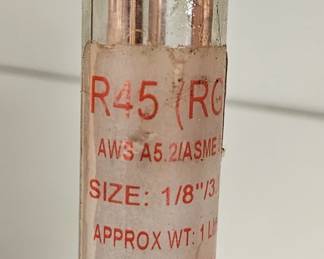 R45 (RG
AWS A5.2/ASME
SIZE: 1/8"/3.
APPROX WT: 1